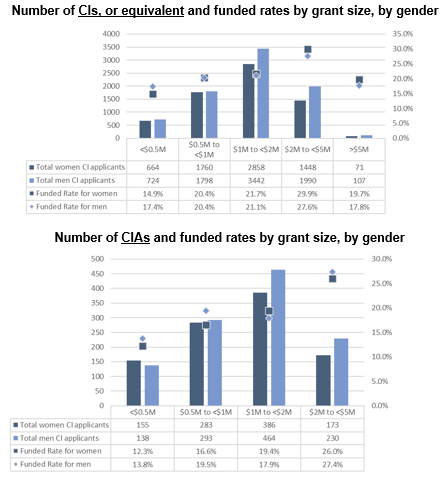 Number of CIs, or equivalent and funded rates by grant size, by gender
4000 35.0%
3500 30.0%
3000 25.0%
2500 20.0%
2000
1500 15.0%
1000 10.0%
500 5.0%
0 0.0%
<$0.5M $0.5M to <$1M $1M to <$2M $2M to <$5M >$5M
Total women CI applicants 664 1760 2858 1448 71
Total men CI applicants 724 1798 3442 1990 107
Funded Rate for women 14.9% 20.4% 21.7% 29.9% 19.7%
Funded Rate for men 17.4% 20.4% 21.1% 27.6% 17.8%
Number of CIAs and funded rates by grant size, by gender
500 30.0%
450
400 25.0%
350 20.0%
300
250 15.0%
200
150 10.0%
100 5.0%
50
0 0.0%
<$0.5M $0.5M to <$1M $1M to <$2M $2M to <$5M
Total women CI applicants 155 283 386 173
Total men CI applicants 138 293 464 230
Funded Rate for women 12.3% 16.6% 19.4% 26.0%
Funded Rate for men 13.8% 19.5% 17.9% 27.4%